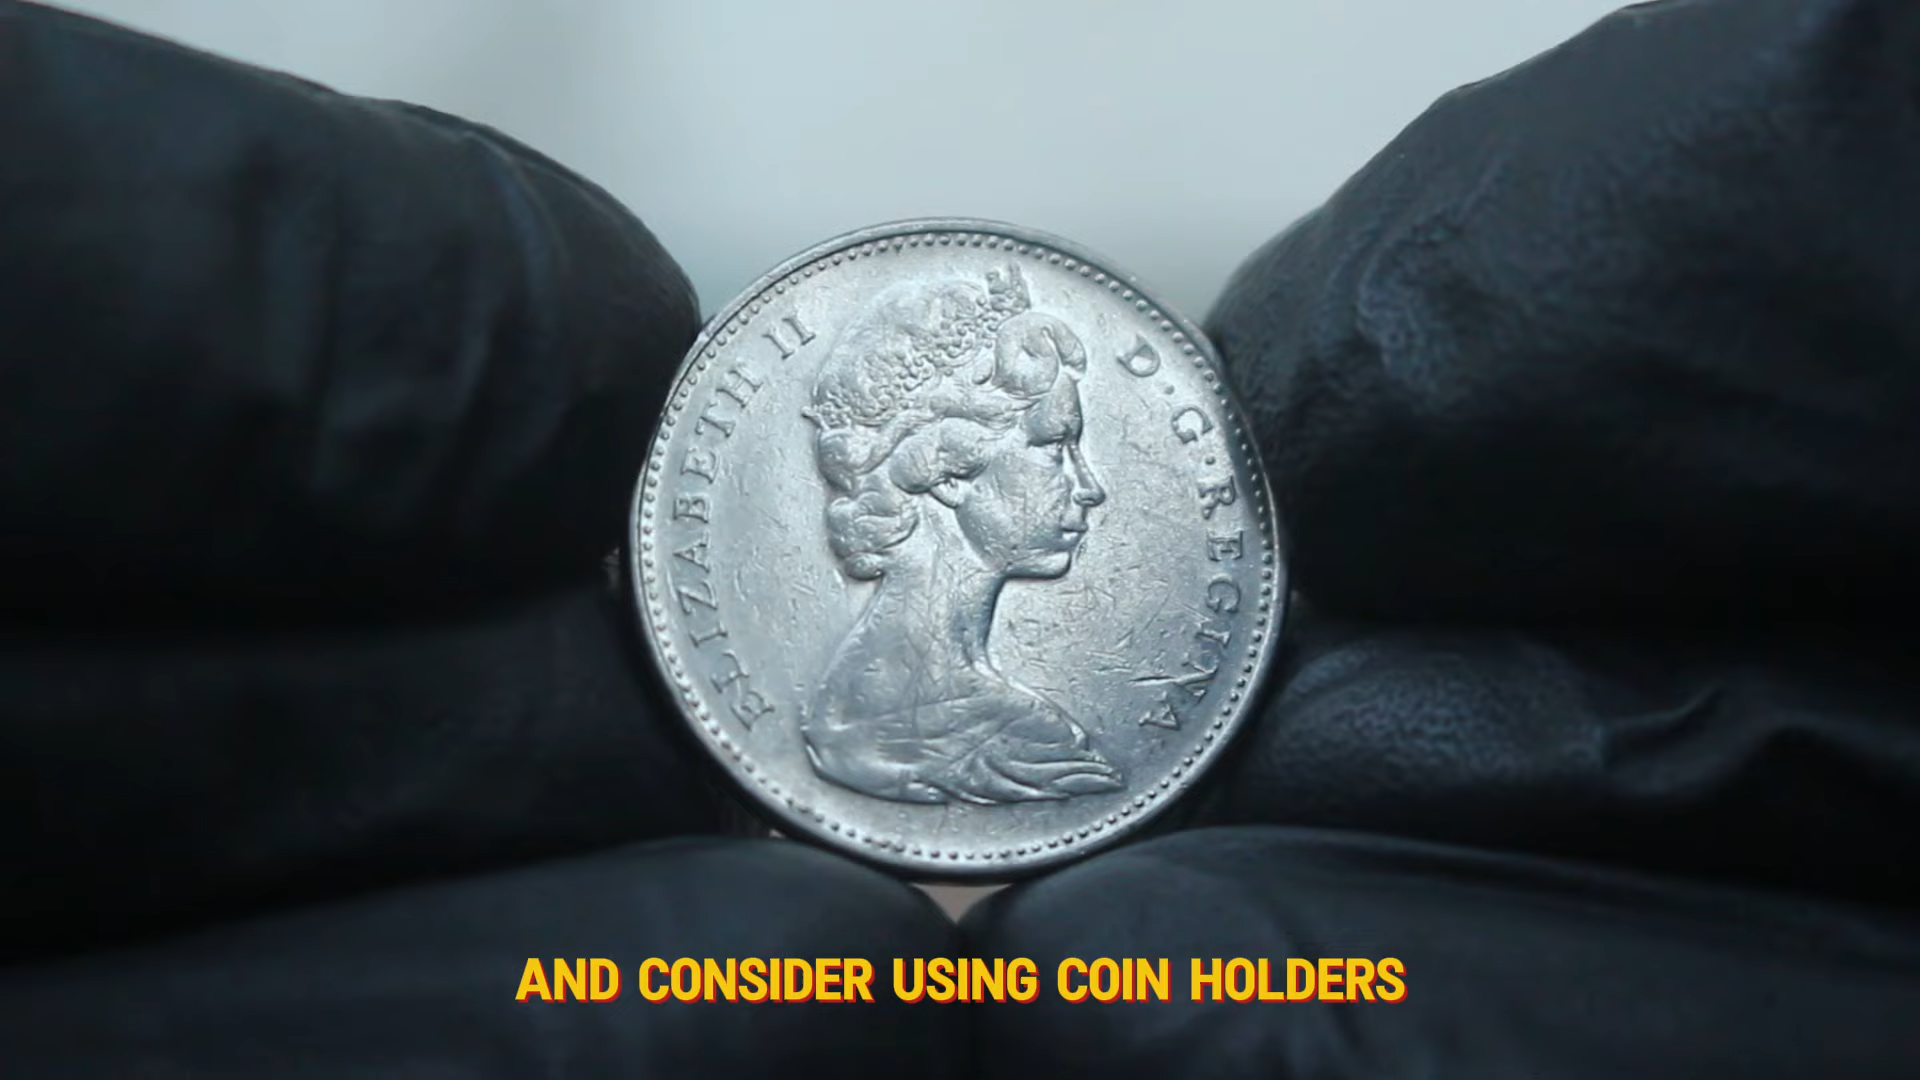 ELIZABETH II D·G·REGINA
AND CONSIDER USING COIN HOLDERS